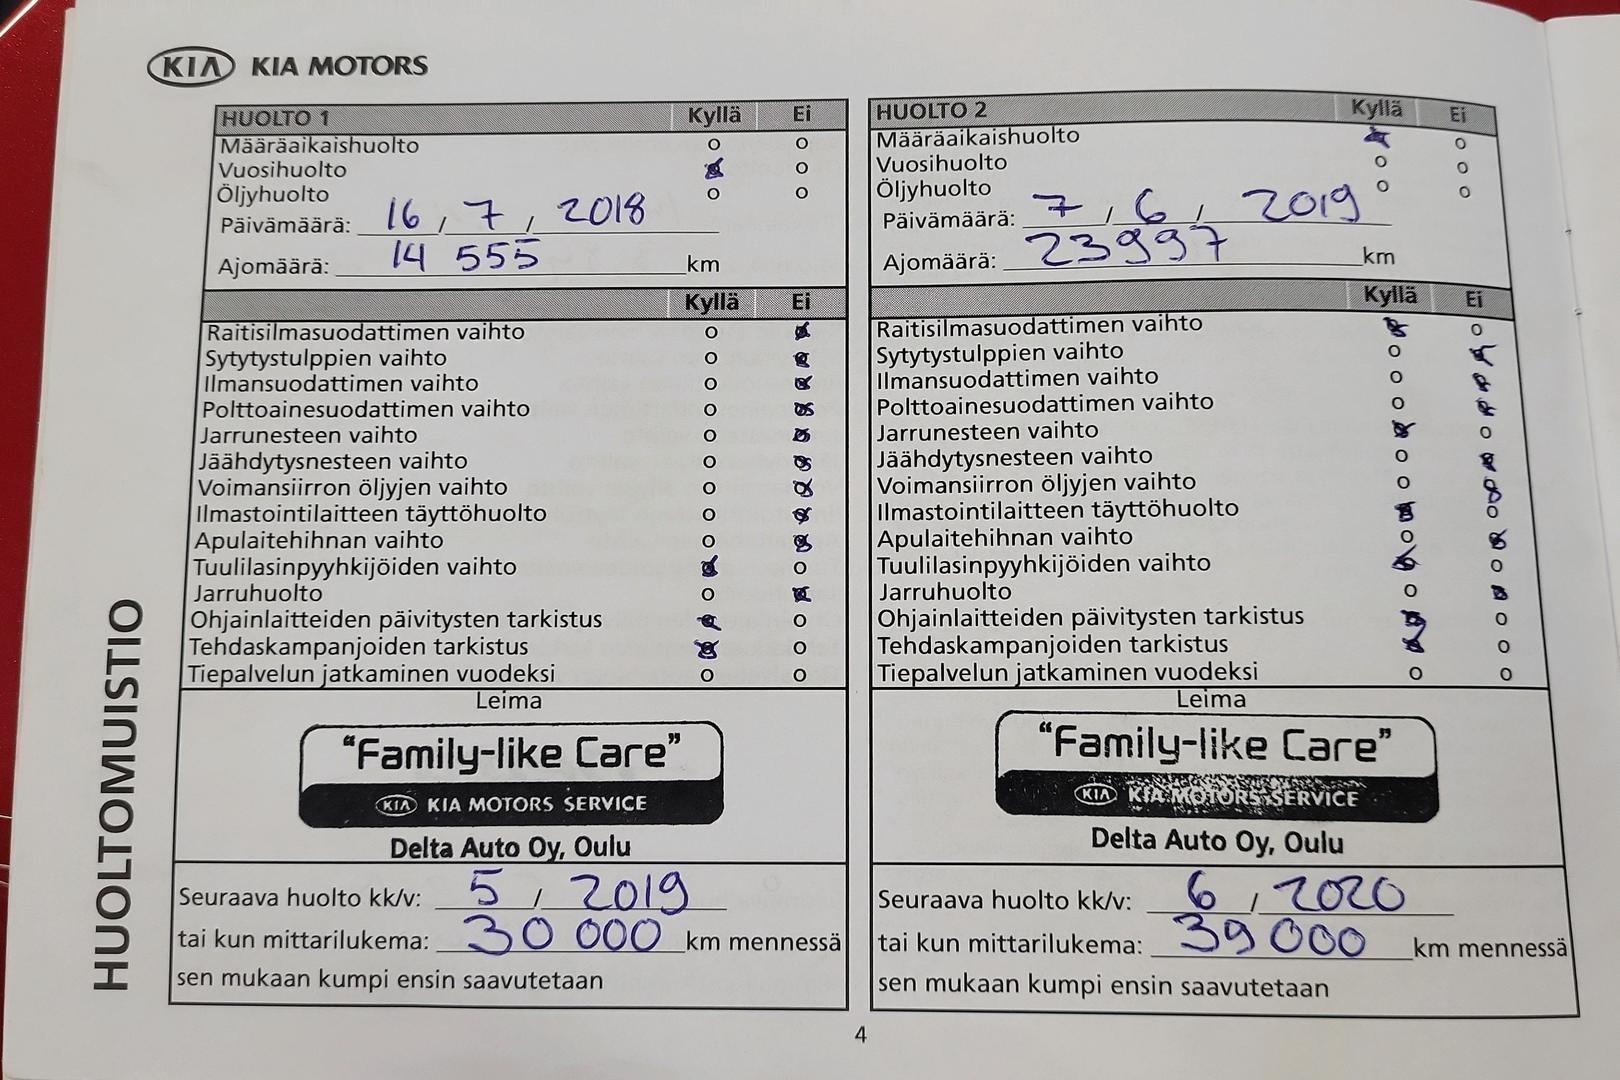 KIA KIA MOTORS
HUOLTOMUISTIO
HUOLTO 1 Kyllä Ei
Määräaikaishuolto o o
Vuosihuolto o
Öljyhuolto o o
Päivämäärä: 16 / 7 / 2018
Ajomäärä: 14 555 km
Kyllä Ei
Raitisilmasuodattimen vaihto o
Sytytystulppien vaihto o
Ilmansuodattimen vaihto o
Polttoainesuodattimen vaihto o
Jarrunesteen vaihto o
Jäähdytysnesteen vaihto o
Voimansiirron öljyjen vaihto o
Ilmastointilaitteen täyttöhuolto o
Apulaitehihnan vaihto o
Tuulilasinpyyhkijöiden vaihto o
Jarruhuolto o
Ohjainlaitteiden päivitysten tarkistus o
Tehdaskampanjoiden tarkistus o
Tiepalvelun jatkaminen vuodeksi o o
Leima
"Family-like Care"
KIA KIA MOTORS SERVICE
Delta Auto Oy, Oulu
Seuraava huolto kk/v: 5 / 2019
tai kun mittarilukema: 30 000 km mennessä
sen mukaan kumpi ensin saavutetaan
HUOLTO 2 Kyllä Ei
Määräaikaishuolto o
Vuosihuolto o o
Öljyhuolto o o
Päivämäärä: 7 / 6 / 2019
Ajomäärä: 23997 km
Kyllä Ei
Raitisilmasuodattimen vaihto o
Sytytystulppien vaihto o
Ilmansuodattimen vaihto o
Polttoainesuodattimen vaihto o
Jarrunesteen vaihto o
Jäähdytysnesteen vaihto o
Voimansiirron öljyjen vaihto o
Ilmastointilaitteen täyttöhuolto o
Apulaitehihnan vaihto o
Tuulilasinpyyhkijöiden vaihto o
Jarruhuolto o
Ohjainlaitteiden päivitysten tarkistus o
Tehdaskampanjoiden tarkistus o
Tiepalvelun jatkaminen vuodeksi o o
Leima
"Family-like Care"
KIA KIA MOTORS SERVICE
Delta Auto Oy, Oulu
Seuraava huolto kk/v: 6 / 2020
tai kun mittarilukema: 39 000 km mennessä
sen mukaan kumpi ensin saavutetaan
4